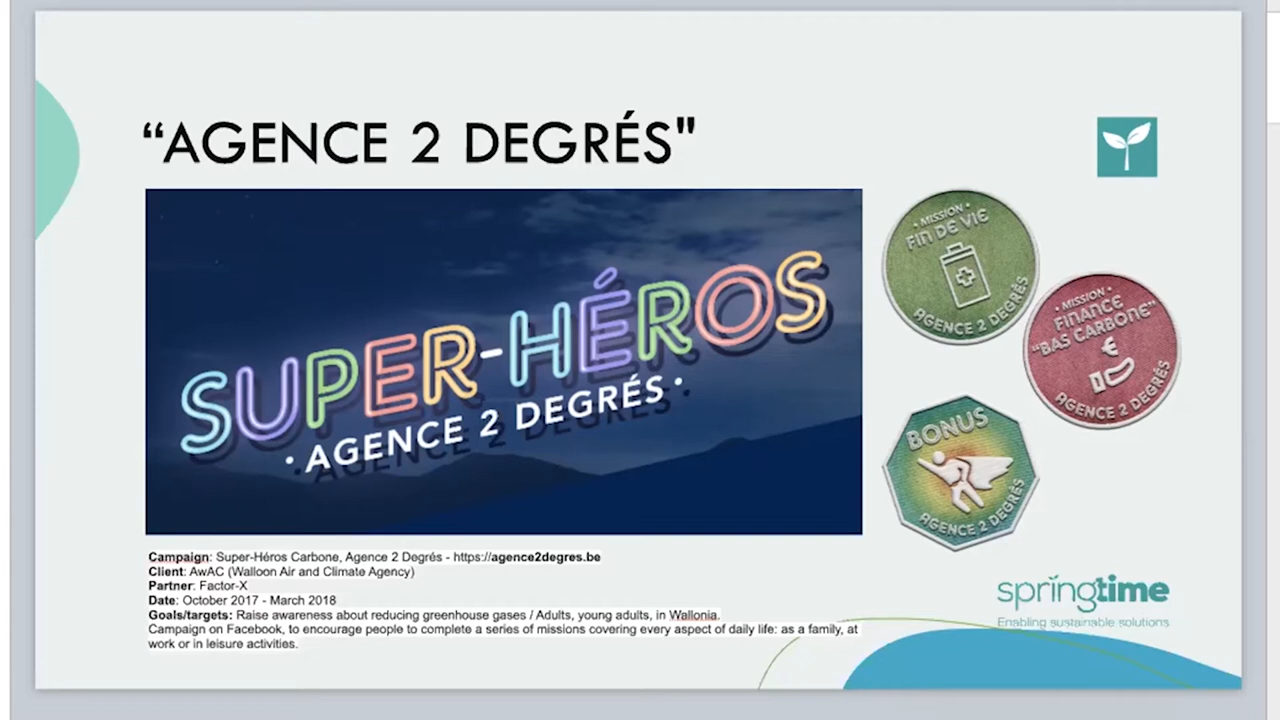 “AGENCE 2 DEGRÉS"
SUPER-HÉROS
· AGENCE 2 DEGRÉS ·
· MISSION ·
FIN DE VIE
AGENCE 2 DEGRÉS
· MISSION ·
FINANCE
"BAS CARBONE"
€
AGENCE 2 DEGRÉS
BONUS
AGENCE 2 DEGRÉS
Campaign: Super-Héros Carbone, Agence 2 Degrés - https://agence2degres.be
Client: AwAC (Walloon Air and Climate Agency)
Partner: Factor-X
Date: October 2017 - March 2018
Goals/targets: Raise awareness about reducing greenhouse gases / Adults, young adults, in Wallonia.
Campaign on Facebook, to encourage people to complete a series of missions covering every aspect of daily life: as a family, at
work or in leisure activities.
springtime
Enabling sustainable solutions